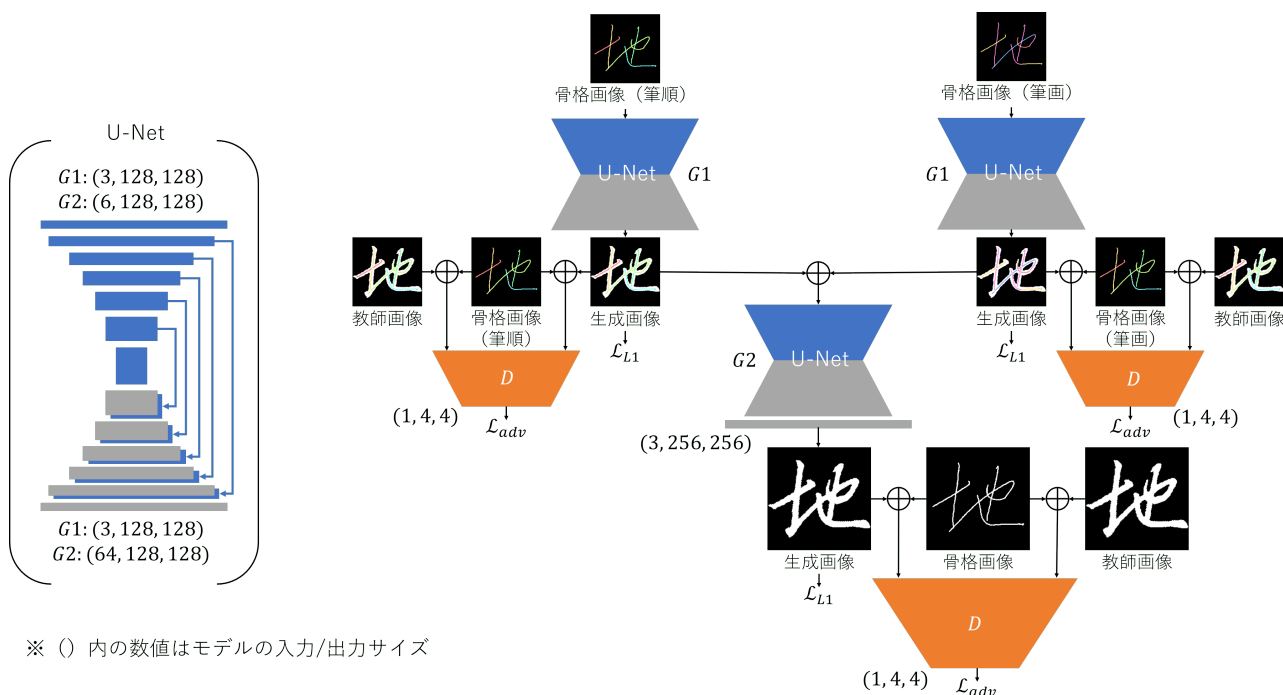 骨格画像（筆順）
骨格画像（筆画）
U-Net
G1: (3, 128, 128)
G2: (6, 128, 128)
G1: (3, 128, 128)
G2: (64, 128, 128)
U-Net
G1
G1
U-Net
地
地
地
地
地
地
地
地
教師画像
骨格画像
(筆順)
生成画像
生成画像
骨格画像
(筆画)
教師画像
ℒL1
ℒL1
D
(1, 4, 4)
ℒadv
G2
U-Net
(3, 256, 256)
D
(1, 4, 4)
ℒadv
地
地
地
生成画像
骨格画像
教師画像
ℒL1
D
(1, 4, 4)
ℒadv
※（）内の数値はモデルの入力/出力サイズ